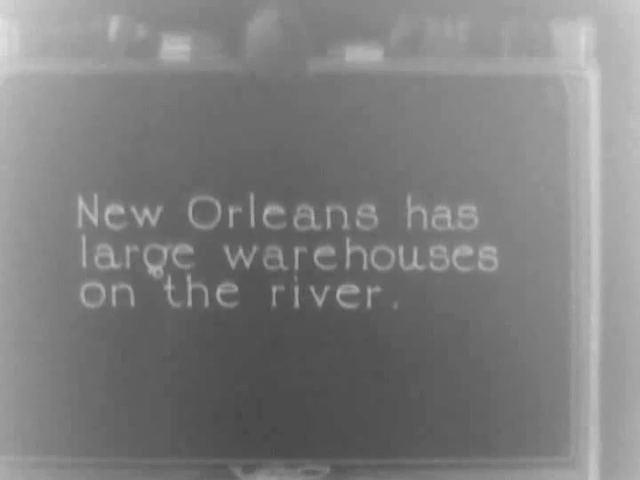 New Orleans has
large warehouses
on the river.